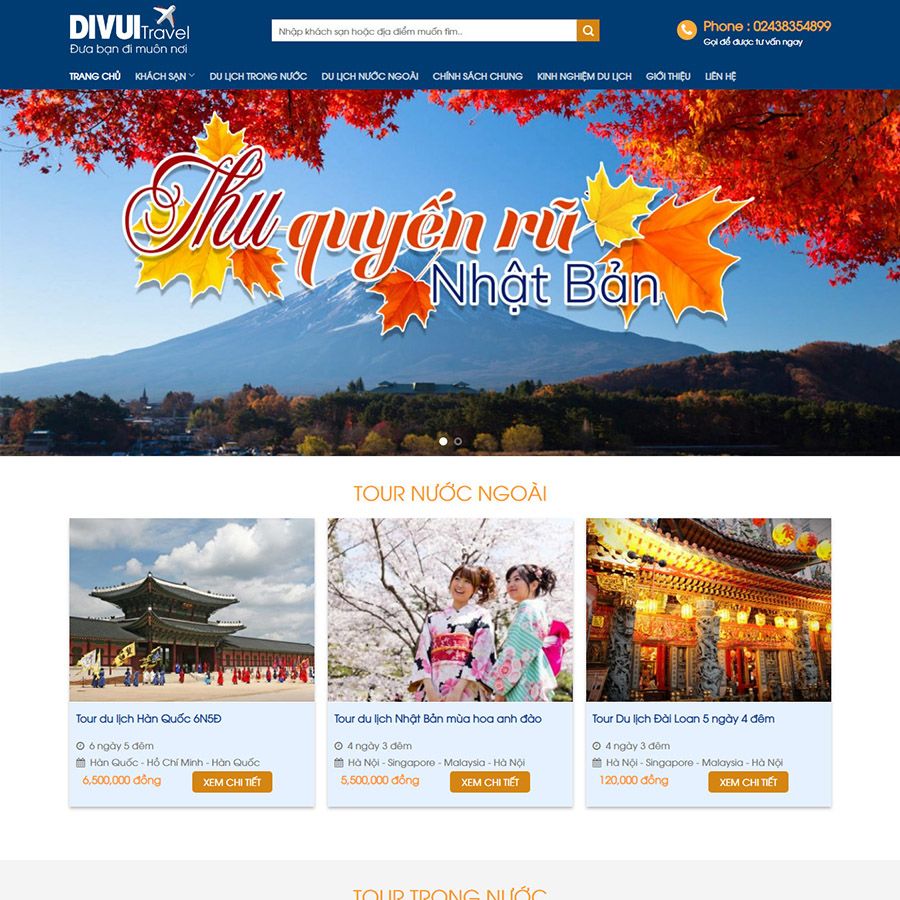 DIVUI Travel
Đưa bạn đi muôn nơi
Nhập khách sạn hoặc địa điểm muốn tìm..
Phone : 02438354899
Gọi để được tư vấn ngay
TRANG CHỦ KHÁCH SẠN DU LỊCH TRONG NƯỚC DU LỊCH NƯỚC NGOÀI CHÍNH SÁCH CHUNG KINH NGHIỆM DU LỊCH GIỚI THIỆU LIÊN HỆ
Thu quyến rũ
Nhật Bản
TOUR NƯỚC NGOÀI
Tour du lịch Hàn Quốc 6N5Đ
6 ngày 5 đêm
Hàn Quốc - Hồ Chí Minh - Hàn Quốc
6,500,000 đồng
XEM CHI TIẾT
Tour du lịch Nhật Bản mùa hoa anh đào
4 ngày 3 đêm
Hà Nội - Singapore - Malaysia - Hà Nội
5,500,000 đồng
XEM CHI TIẾT
Tour Du lịch Đài Loan 5 ngày 4 đêm
4 ngày 3 đêm
Hà Nội - Singapore - Malaysia - Hà Nội
120,000 đồng
XEM CHI TIẾT
TOUR TRONG NƯỚC